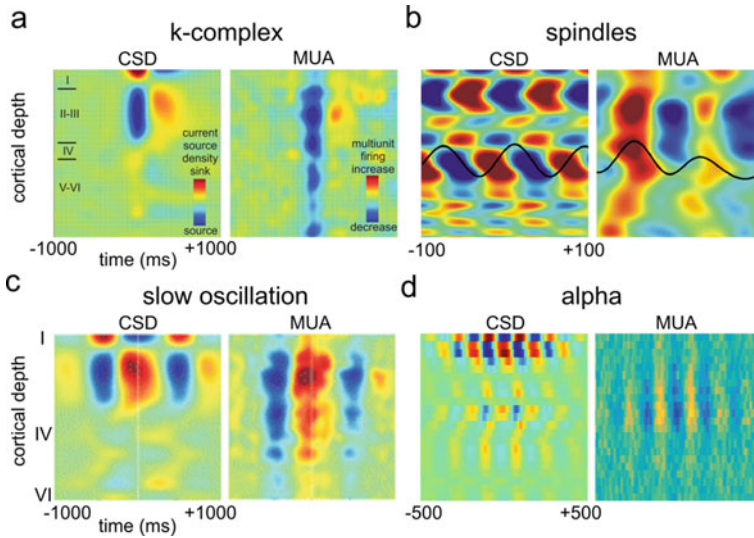 a
k-complex
CSD
MUA
cortical depth
I
II-III
IV
V-VI
current
source
density
sink
source
multiunit
firing
increase
decrease
-1000
+1000
time (ms)
b
spindles
CSD
MUA
-100
+100
c
slow oscillation
CSD
MUA
cortical depth
I
IV
VI
-1000
+1000
time (ms)
d
alpha
CSD
MUA
-500
+500